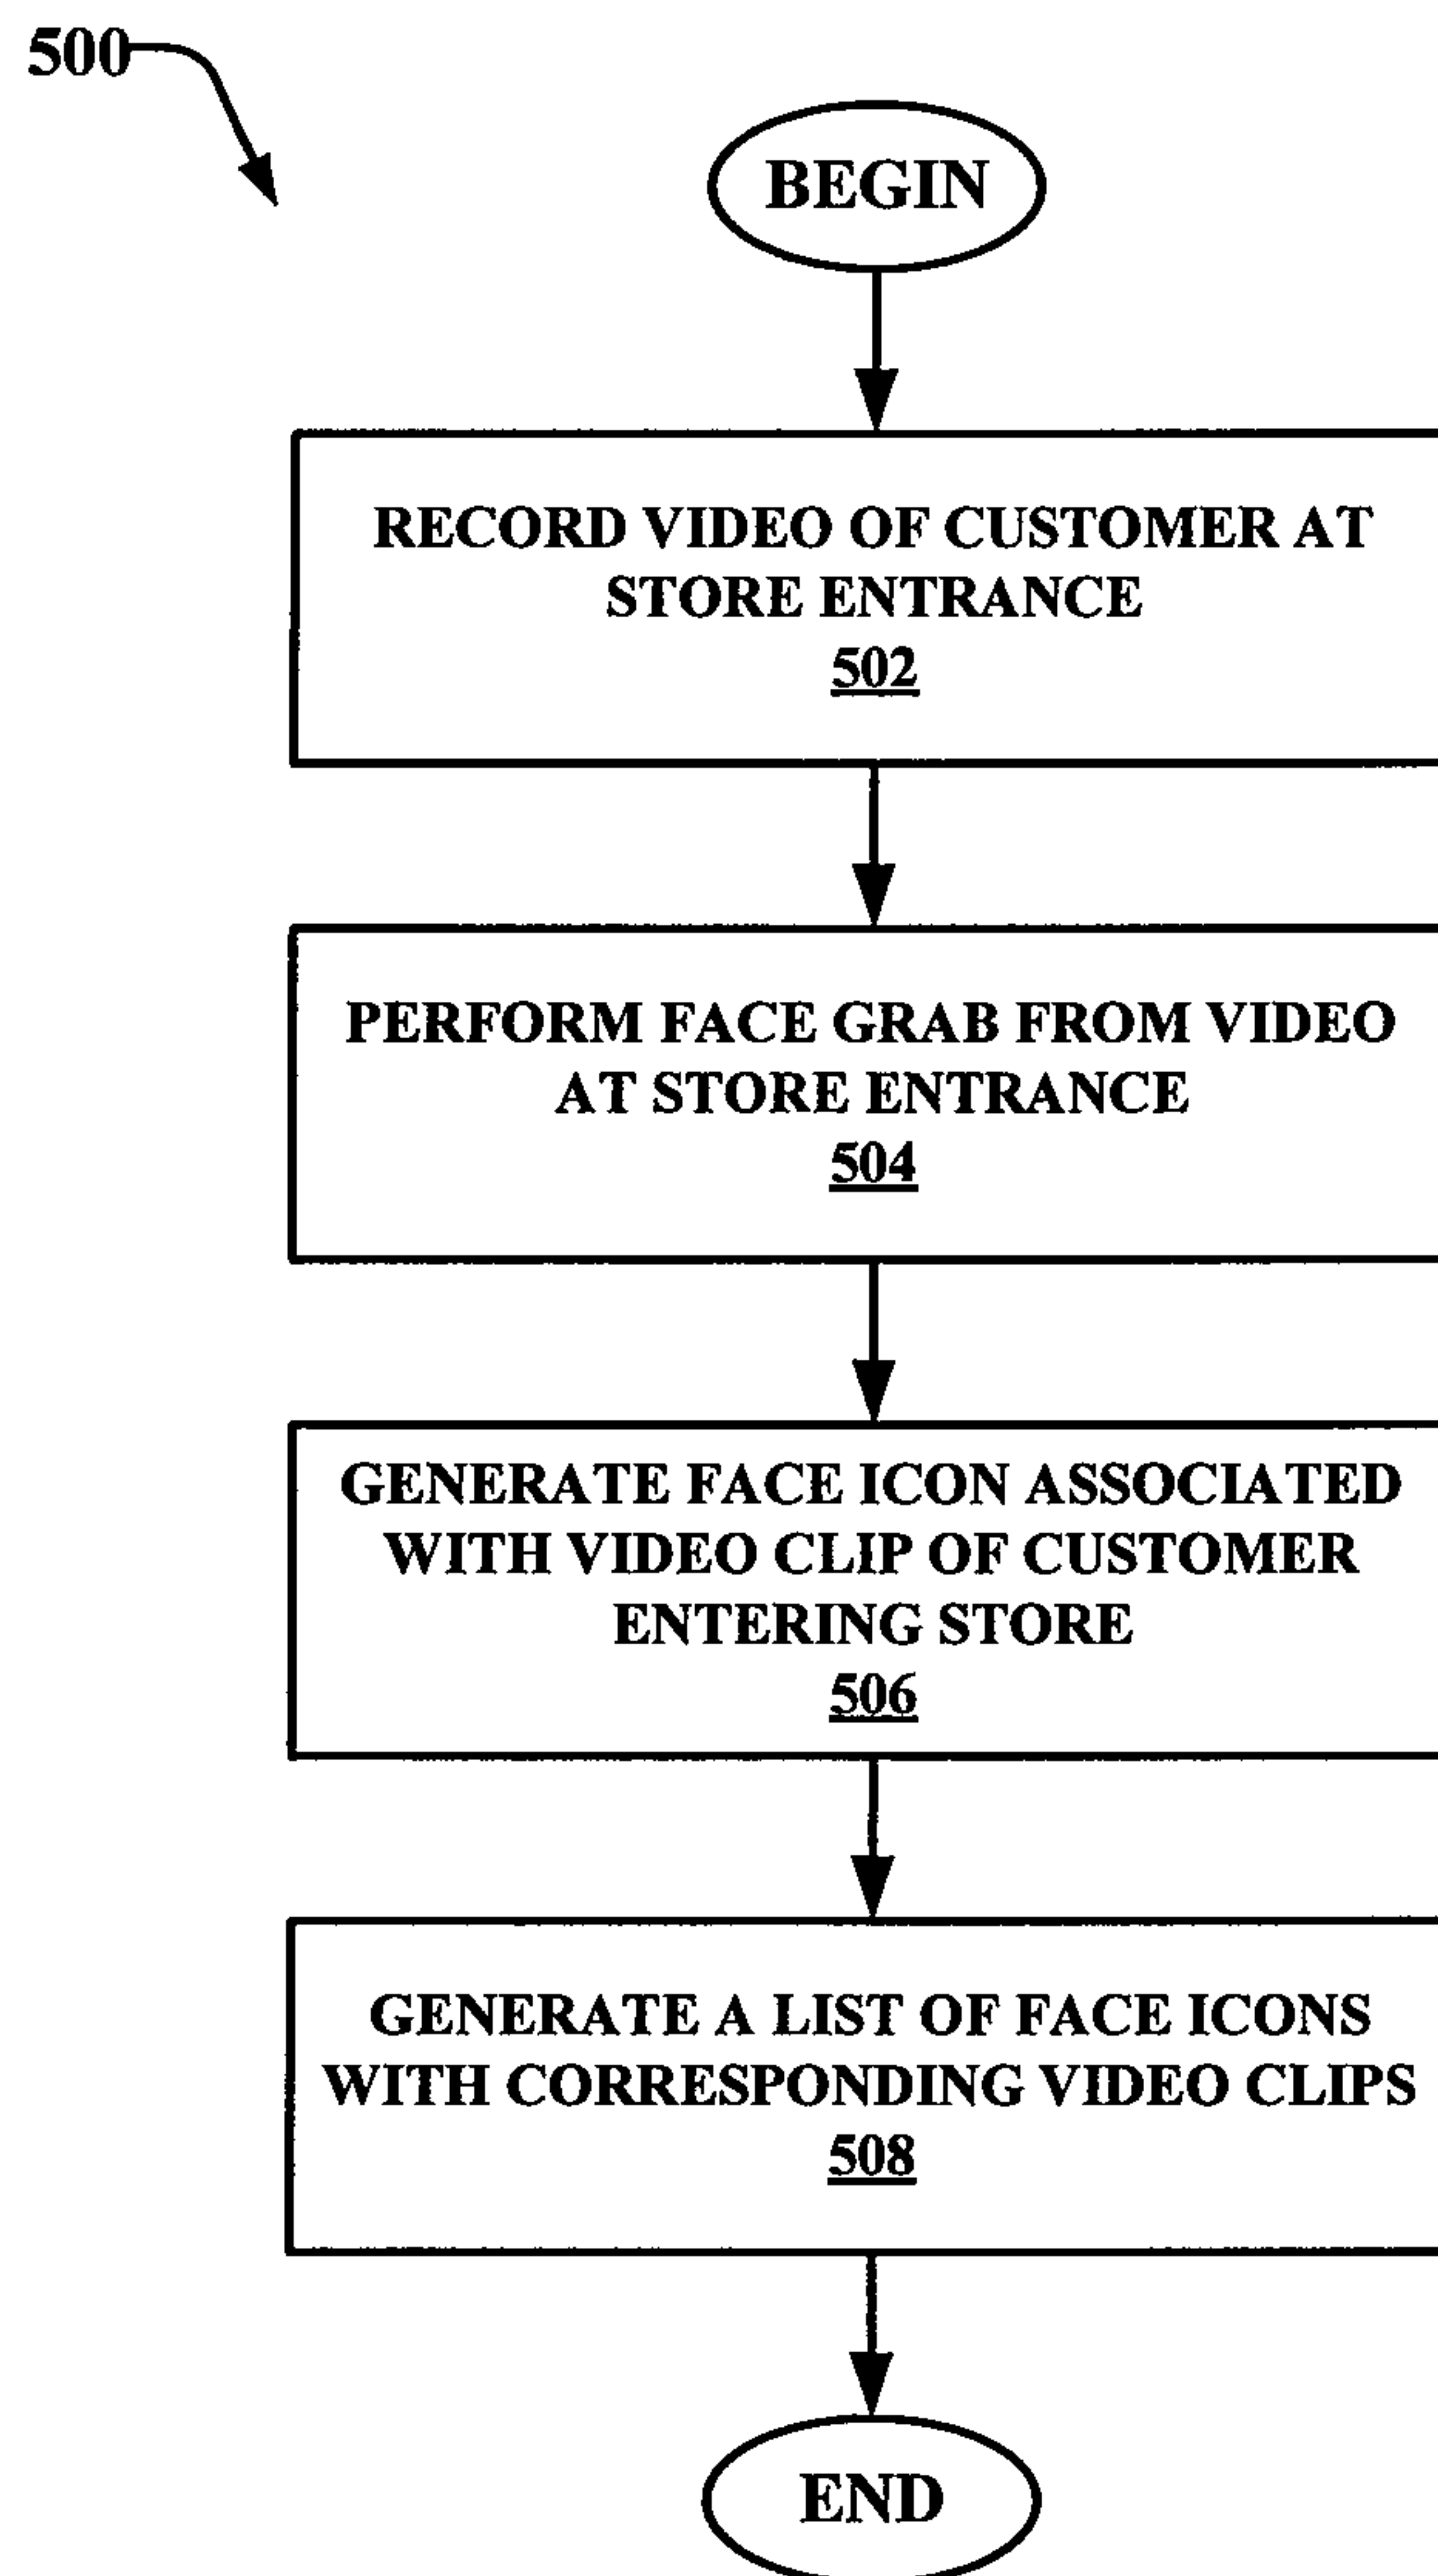 500
BEGIN
RECORD VIDEO OF CUSTOMER AT
STORE ENTRANCE
502
PERFORM FACE GRAB FROM VIDEO
AT STORE ENTRANCE
504
GENERATE FACE ICON ASSOCIATED
WITH VIDEO CLIP OF CUSTOMER
ENTERING STORE
506
GENERATE A LIST OF FACE ICONS
WITH CORRESPONDING VIDEO CLIPS
508
END